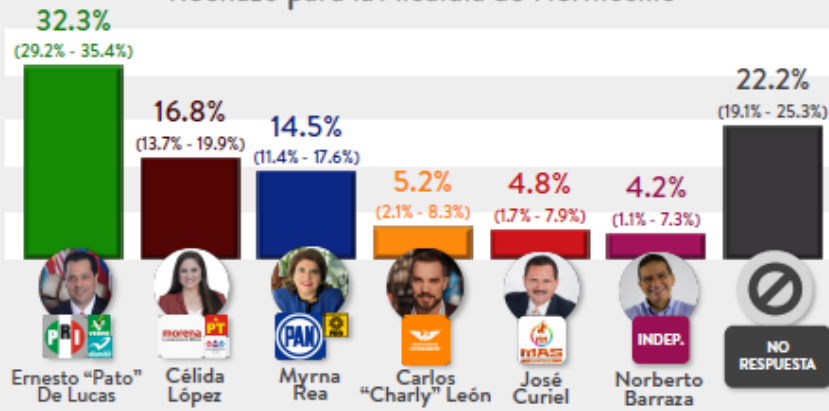 32.3%
(29.2% - 35.4%)
16.8%
(13.7% - 19.9%)
14.5%
(11.4% - 17.6%)
5.2%
(2.1% - 8.3%)
4.8%
(1.7% - 7.9%)
4.2%
(1.1% - 7.3%)
22.2%
(19.1% - 25.3%)
PRI
morena
PT
PAN
MAS
INDEP.
NO
RESPUESTA
Ernesto “Pato”
De Lucas
Célida
López
Myrna
Rea
Carlos
“Charly” León
José
Curiel
Norberto
Barraza